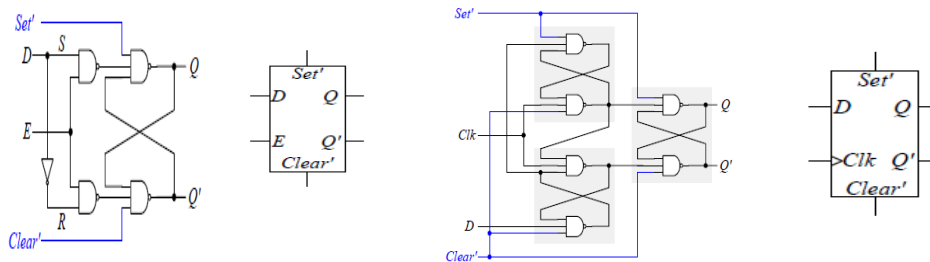 Set'
D
S
Q
E
R
Q'
Clear'
Set'
D Q
E Q'
Clear'
Set'
Q
Clk
Q'
D
Clear'
Set'
D Q
Clk Q'
Clear'